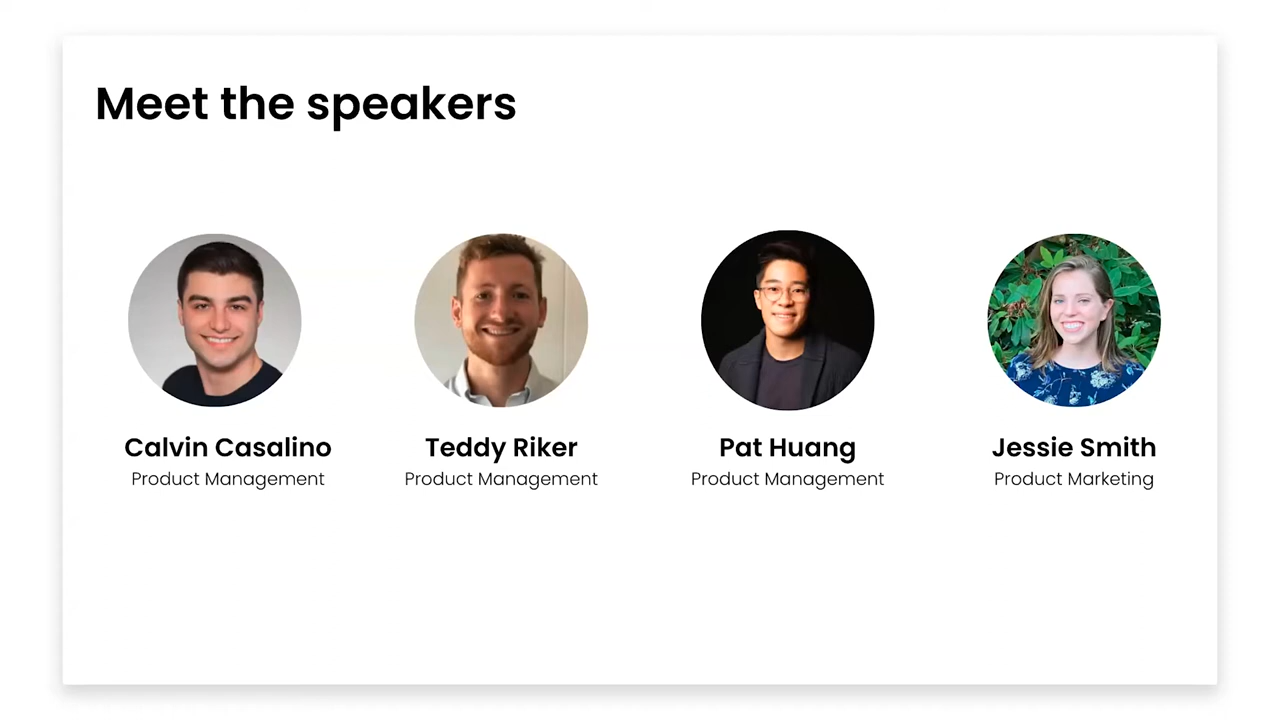 Meet the speakers
Calvin Casalino
Product Management
Teddy Riker
Product Management
Pat Huang
Product Management
Jessie Smith
Product Marketing